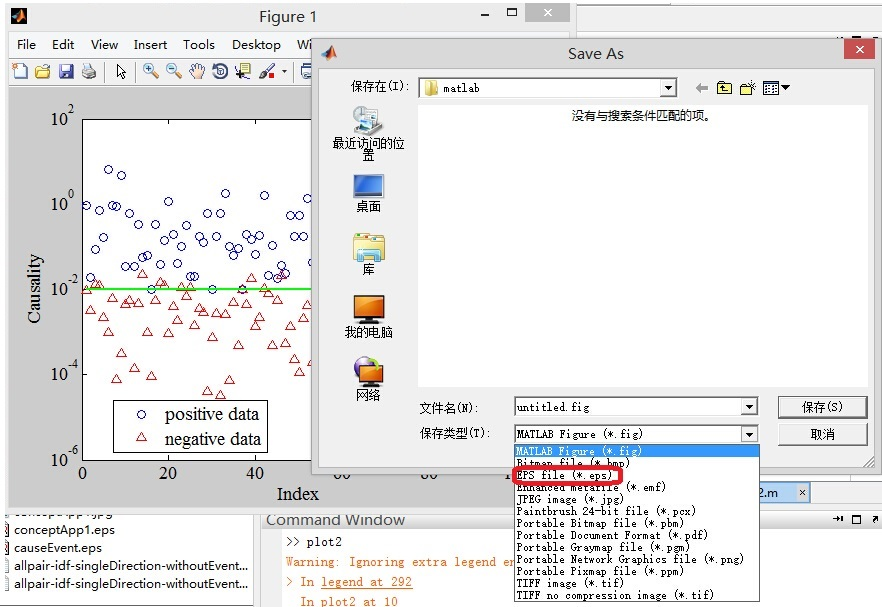 Figure 1
File Edit View Insert Tools Desktop
Save As
保存在(I):
matlab
没有与搜索条件匹配的项。
最近访问的位
置
桌面
库
我的电脑
网络
文件名(N):
untitled.fig
保存(S)
保存类型(T):
MATLAB Figure (*.fig)
取消
MATLAB Figure (*.fig)
Bitmap file (*.bmp)
EPS file (*.eps)
Enhanced metafile (*.emf)
JPEG image (*.jpg)
Paintbrush 24-bit file (*.pcx)
Portable Bitmap file (*.pbm)
Portable Document Format (*.pdf)
Portable Graymap file (*.pgm)
Portable Network Graphics file (*.png)
Portable Pixmap file (*.ppm)
TIFF image (*.tif)
TIFF no compression image (*.tif)
10^2
10^0
10^-2
10^-4
10^-6
Causality
positive data
negative data
0 20 40
Index
2.m
conceptApp1.eps
causeEvent.eps
allpair-idf-singleDirection-withoutEvent...
allpair-idf-singleDirection-withoutEvent...
Command Window
>> plot2
Warning: Ignoring extra legend
> In legend at 292
In plot2 at 10